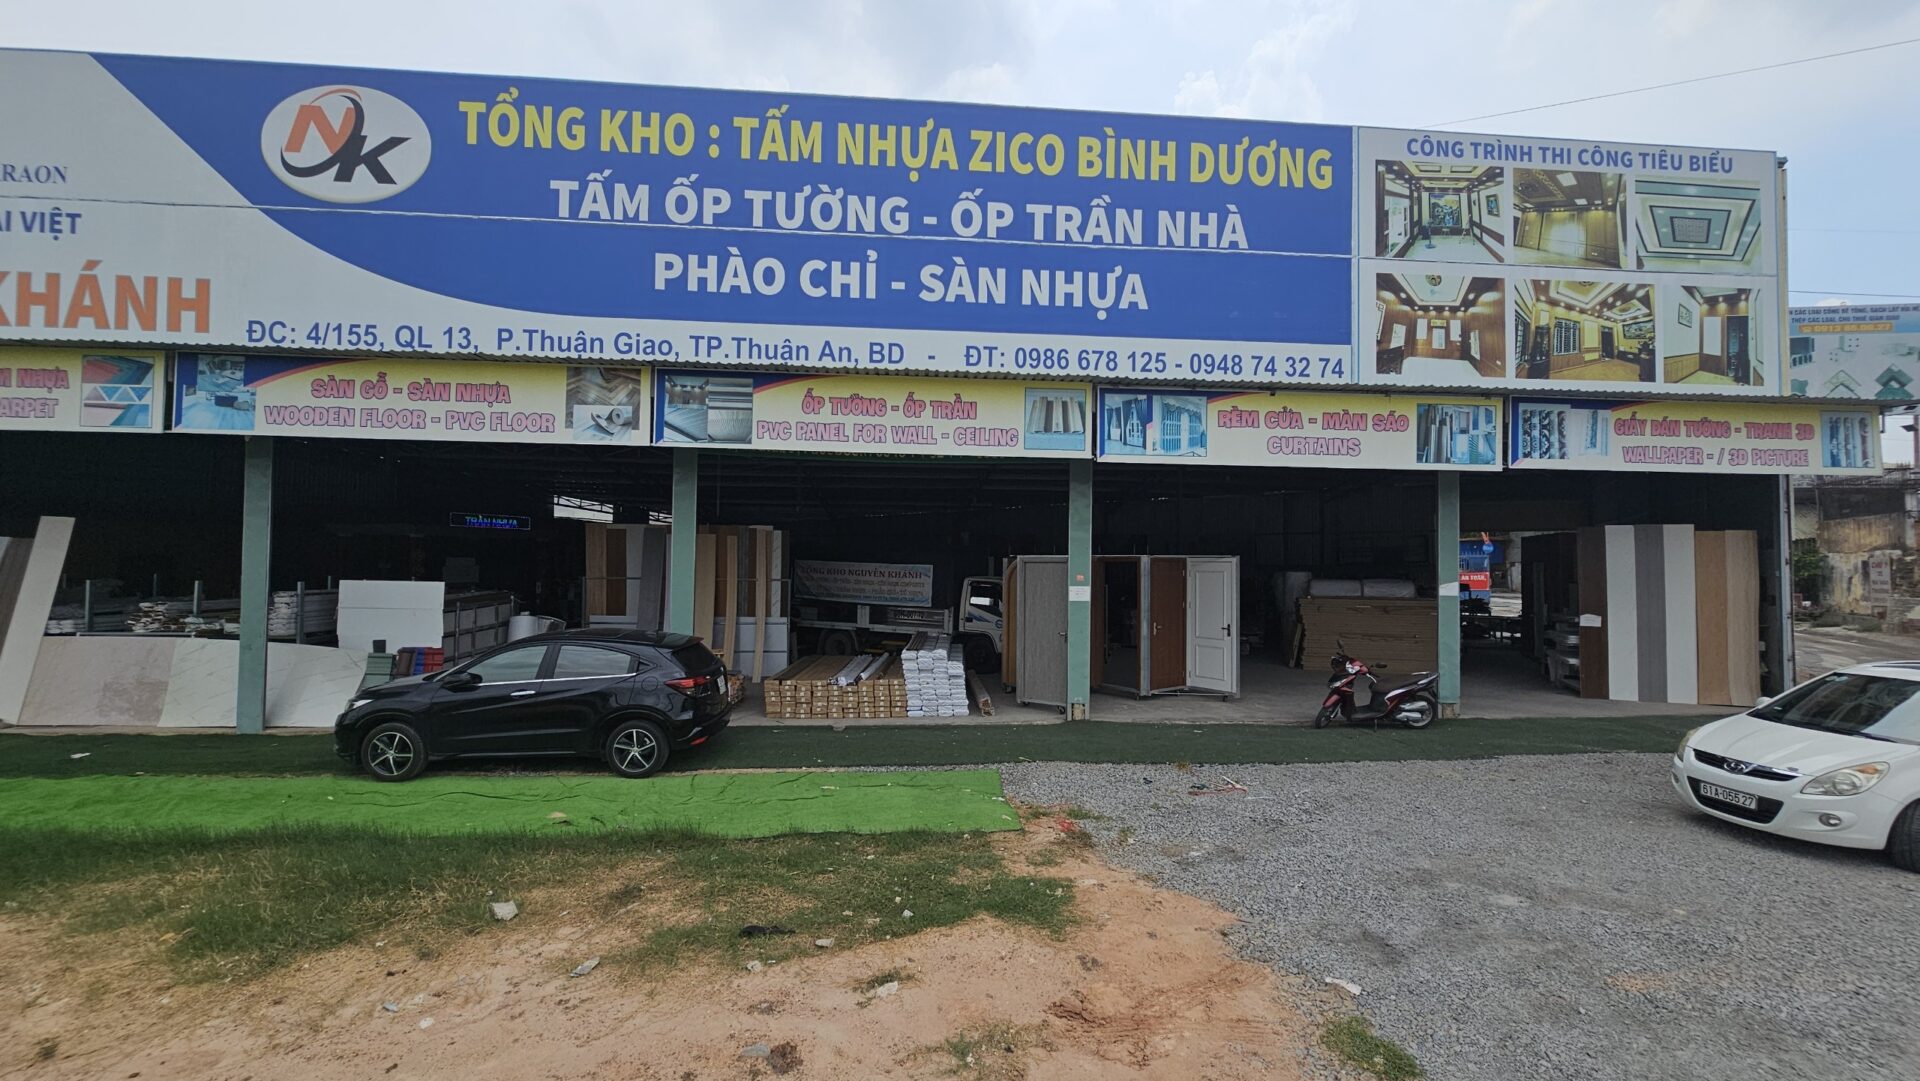 RAON
ẠI VIỆT
KHÁNH
NK
TỔNG KHO : TẤM NHỰA ZICO BÌNH DƯƠNG
TẤM ỐP TƯỜNG - ỐP TRẦN NHÀ
PHÀO CHỈ - SÀN NHỰA
ĐC: 4/155, QL 13, P.Thuận Giao, TP.Thuận An, BD - ĐT: 0986 678 125 - 0948 74 32 74
CÔNG TRÌNH THI CÔNG TIÊU BIỂU
M NHỰA
ARPET
SÀN GỖ - SÀN NHỰA
WOODEN FLOOR - PVC FLOOR
ỐP TƯỜNG - ỐP TRẦN
PVC PANEL FOR WALL - CEILING
RÈM CỬA - MÀN SÁO
CURTAINS
GIẤY DÁN TƯỜNG - TRANH 3D
WALLPAPER - / 3D PICTURE
TRẦN NHỰA
TỔNG KHO NGUYÊN KHÁNH
AN TOÀN
61A-055 27